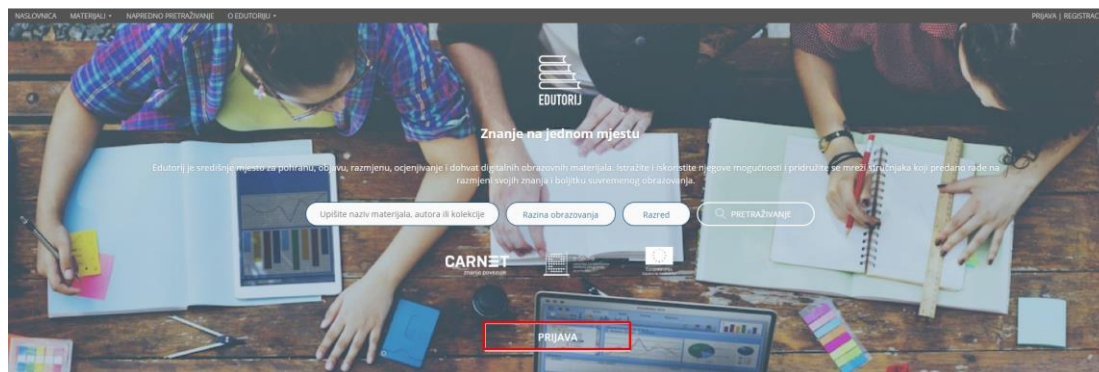 NASLOVNICA MATERIJALI NAPREDNO PRETRAŽIVANJE O EDUTORIJU PRIJAVA | REGISTRAC
EDUTORIJ
Znanje na jednom mjestu
Edutorij je središnje mjesto za pohranu, objavu, razmjenu, ocjenjivanje i dohvat digitalnih obrazovnih materijala. Istražite i iskoristite njegove mogućnosti i pridružite se mreži stručnjaka koji predano rade na
razmjeni svojih znanja i boljitku suvremenog obrazovanja.
Upišite naziv materijala, autora ili kolekcije Razina obrazovanja Razred PRETRAŽIVANJE
CARNET
znanje povezuje
PRIJAVA